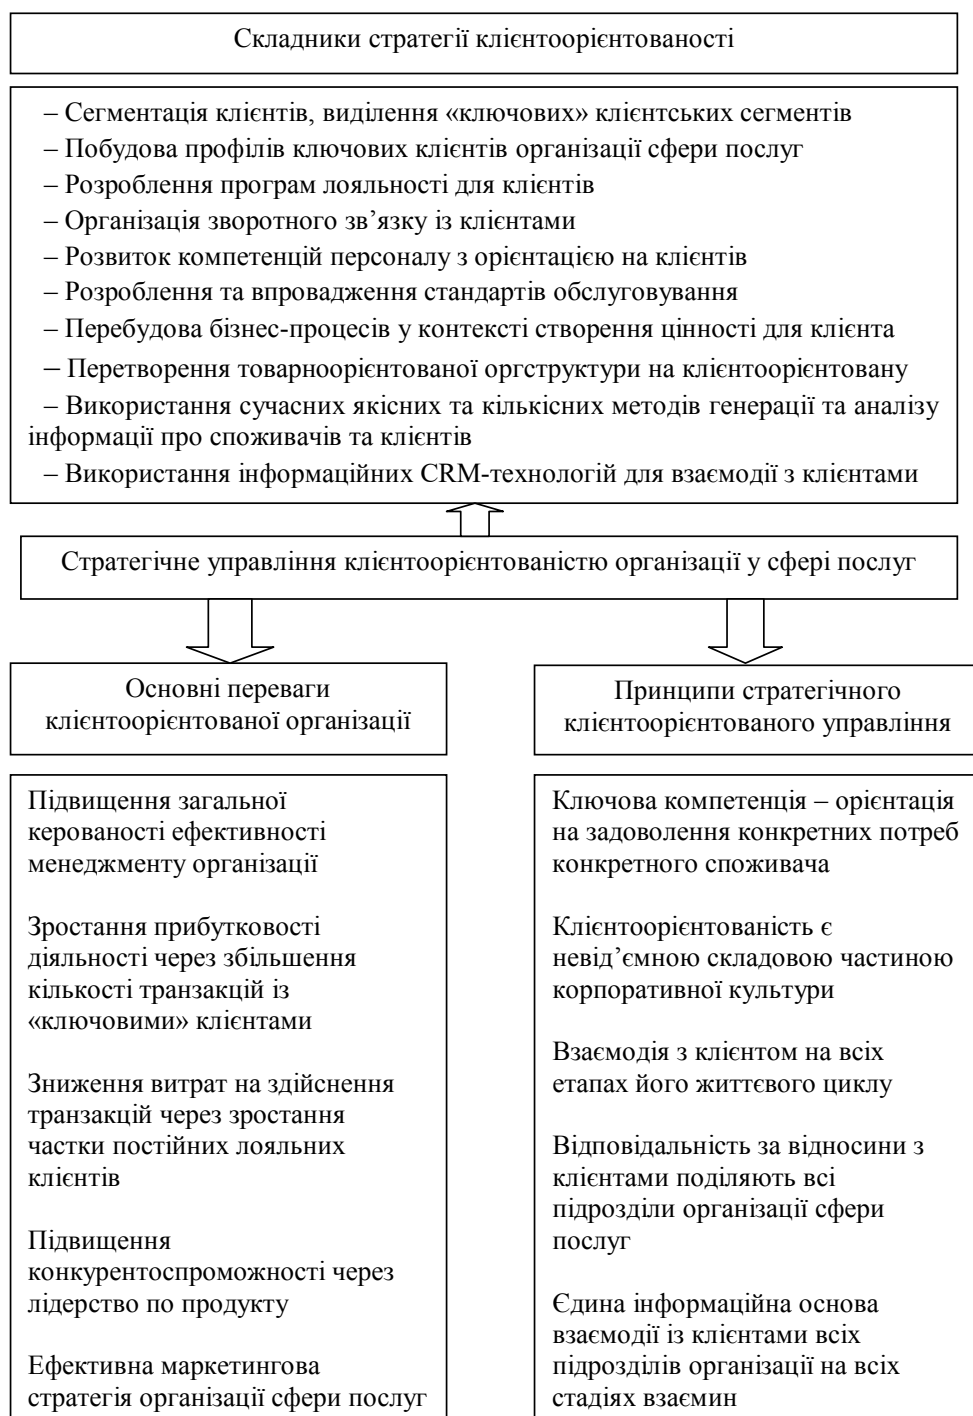 Складники стратегії клієнтоорієнтованості
– Сегментація клієнтів, виділення «ключових» клієнтських сегментів
– Побудова профілів ключових клієнтів організації сфери послуг
– Розроблення програм лояльності для клієнтів
– Організація зворотного зв’язку із клієнтами
– Розвиток компетенцій персоналу з орієнтацією на клієнтів
– Розроблення та впровадження стандартів обслуговування
– Перебудова бізнес-процесів у контексті створення цінності для клієнта
– Перетворення товарноорієнтованої оргструктури на клієнтоорієнтовану
– Використання сучасних якісних та кількісних методів генерації та аналізу
інформації про споживачів та клієнтів
– Використання інформаційних CRM-технологій для взаємодії з клієнтами
Стратегічне управління клієнтоорієнтованістю організації у сфері послуг
Основні переваги
клієнтоорієнтованої організації
Підвищення загальної
керованості ефективності
менеджменту організації
Зростання прибутковості
діяльності через збільшення
кількості транзакцій із
«ключовими» клієнтами
Зниження витрат на здійснення
транзакцій через зростання
частки постійних лояльних
клієнтів
Підвищення
конкурентоспроможності через
лідерство по продукту
Ефективна маркетингова
стратегія організації сфери послуг
Принципи стратегічного
клієнтоорієнтованого управління
Ключова компетенція – орієнтація
на задоволення конкретних потреб
конкретного споживача
Клієнтоорієнтованість є
невід’ємною складовою частиною
корпоративної культури
Взаємодія з клієнтом на всіх
етапах його життєвого циклу
Відповідальність за відносини з
клієнтами поділяють всі
підрозділи організації сфери
послуг
Єдина інформаційна основа
взаємодії із клієнтами всіх
підрозділів організації на всіх
стадіях взаємин